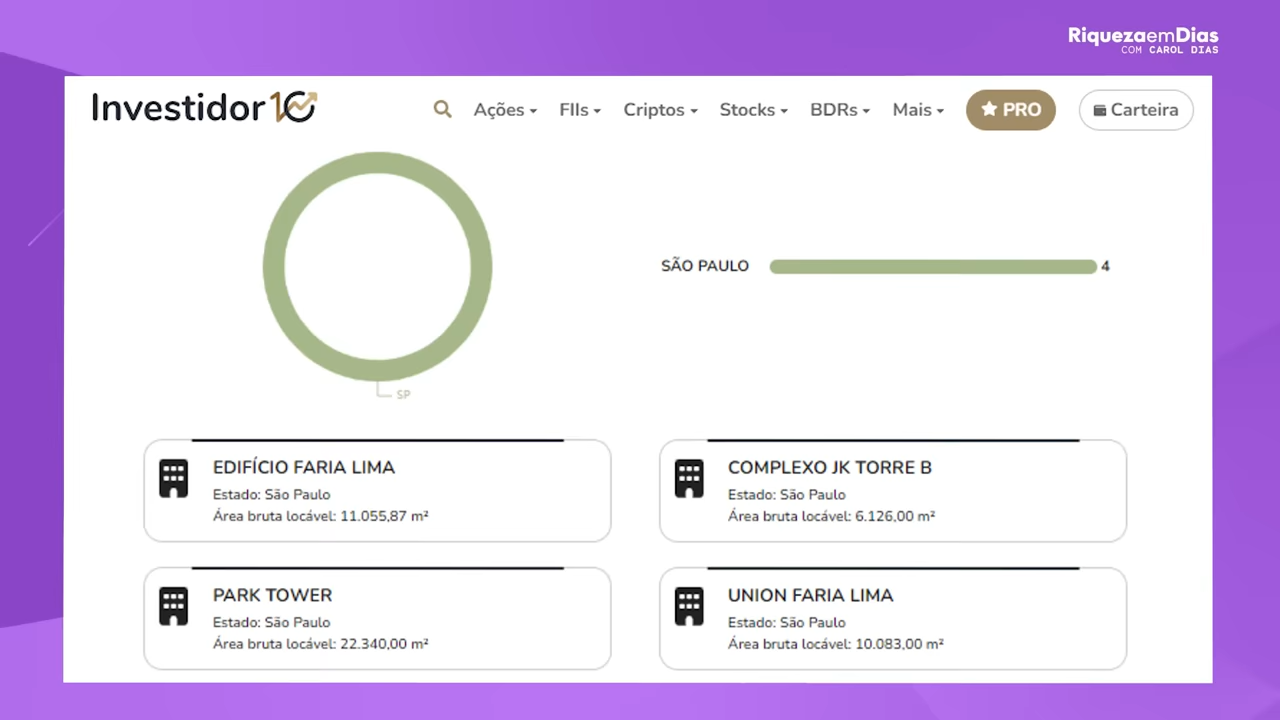 RiquezaemDias
COM CAROL DIAS
Investidor 10
Ações
FIIs
Criptos
Stocks
BDRs
Mais
PRO
Carteira
SÃO PAULO 4
SP
EDIFÍCIO FARIA LIMA
Estado: São Paulo
Área bruta locável: 11.055,87 m²
COMPLEXO JK TORRE B
Estado: São Paulo
Área bruta locável: 6.126,00 m²
PARK TOWER
Estado: São Paulo
Área bruta locável: 22.340,00 m²
UNION FARIA LIMA
Estado: São Paulo
Área bruta locável: 10.083,00 m²